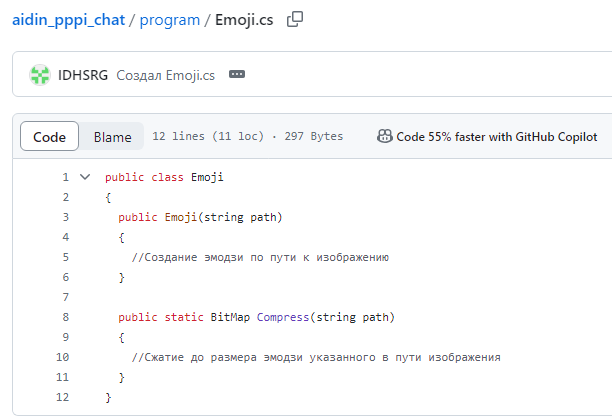 aidin_pppi_chat / program / Emoji.cs
IDHSRG Создал Emoji.cs
Code Blame 12 lines (11 loc) · 297 Bytes Code 55% faster with GitHub Copilot
1 public class Emoji
2 {
3 public Emoji(string path)
4 {
5 //Создание эмодзи по пути к изображению
6 }
7
8 public static BitMap Compress(string path)
9 {
10 //Сжатие до размера эмодзи указанного в пути изображения
11 }
12 }